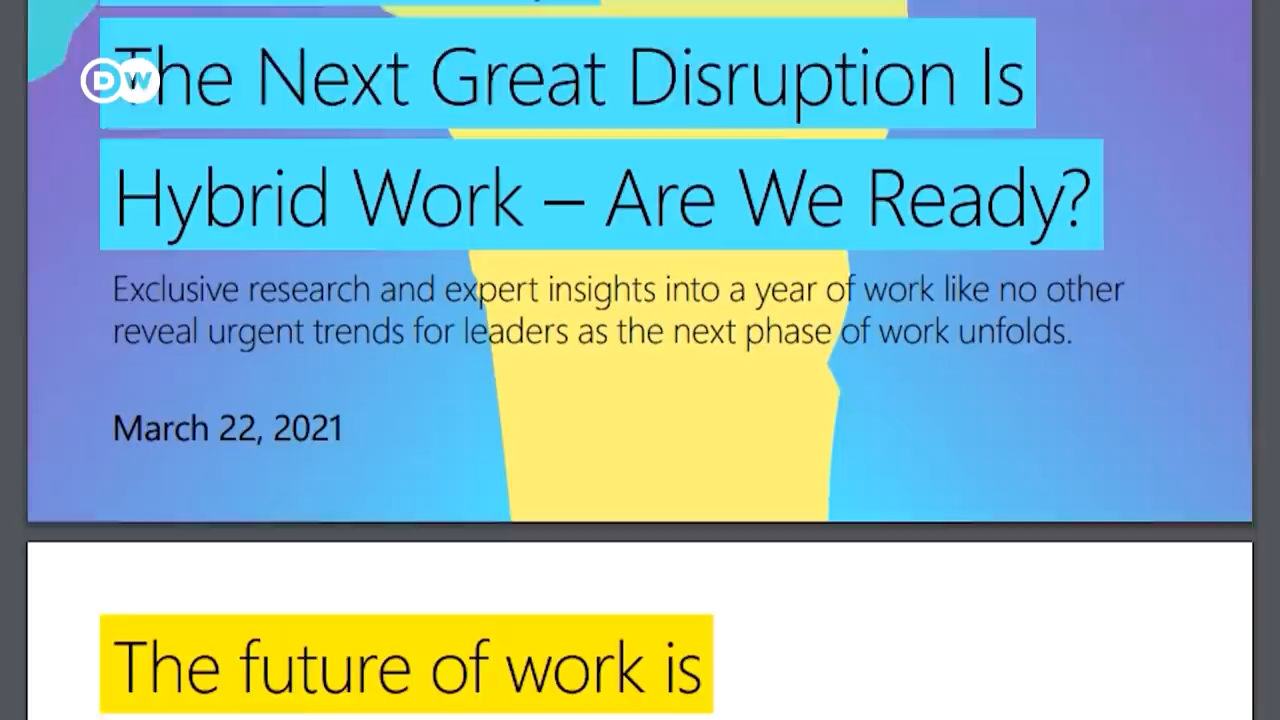 The Next Great Disruption Is
DW
Hybrid Work – Are We Ready?
Exclusive research and expert insights into a year of work like no other
reveal urgent trends for leaders as the next phase of work unfolds.
March 22, 2021
The future of work is